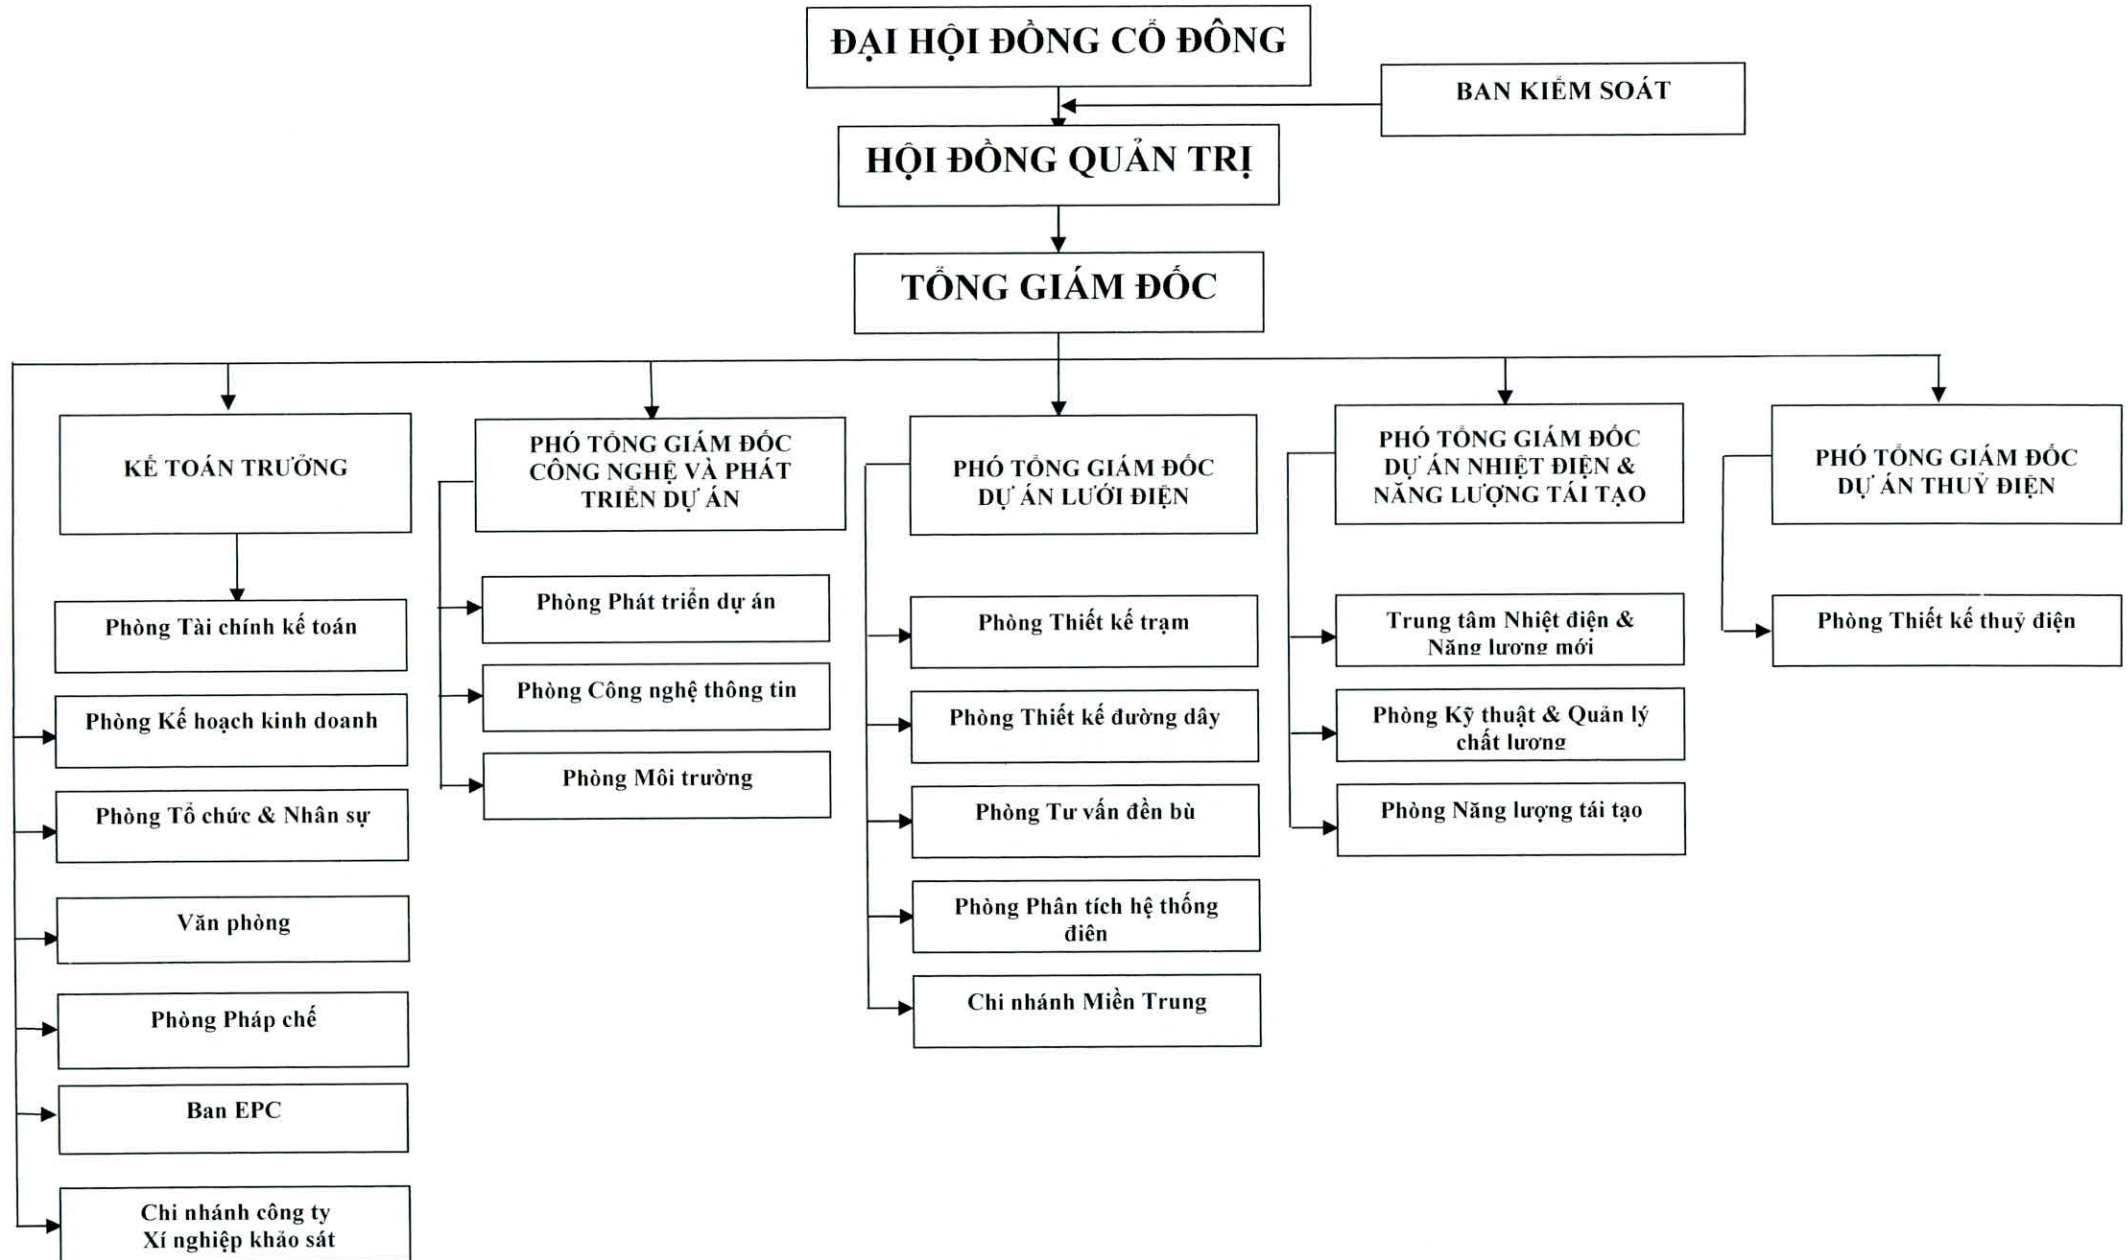 ĐẠI HỘI ĐỒNG CỔ ĐÔNG
BAN KIỂM SOÁT
HỘI ĐỒNG QUẢN TRỊ
TỔNG GIÁM ĐỐC
KẾ TOÁN TRƯỞNG
PHÓ TỔNG GIÁM ĐỐC
CÔNG NGHỆ VÀ PHÁT
TRIỂN DỰ ÁN
PHÓ TỔNG GIÁM ĐỐC
DỰ ÁN LƯỚI ĐIỆN
PHÓ TỔNG GIÁM ĐỐC
DỰ ÁN NHIỆT ĐIỆN &
NĂNG LƯỢNG TÁI TẠO
PHÓ TỔNG GIÁM ĐỐC
DỰ ÁN THUỶ ĐIỆN
Phòng Tài chính kế toán
Phòng Kế hoạch kinh doanh
Phòng Tổ chức & Nhân sự
Văn phòng
Phòng Pháp chế
Ban EPC
Chi nhánh công ty
Xí nghiệp khảo sát
Phòng Phát triển dự án
Phòng Công nghệ thông tin
Phòng Môi trường
Phòng Thiết kế trạm
Phòng Thiết kế đường dây
Phòng Tư vấn đền bù
Phòng Phân tích hệ thống
điện
Chi nhánh Miền Trung
Trung tâm Nhiệt điện &
Năng lượng mới
Phòng Kỹ thuật & Quản lý
chất lượng
Phòng Năng lượng tái tạo
Phòng Thiết kế thuỷ điện